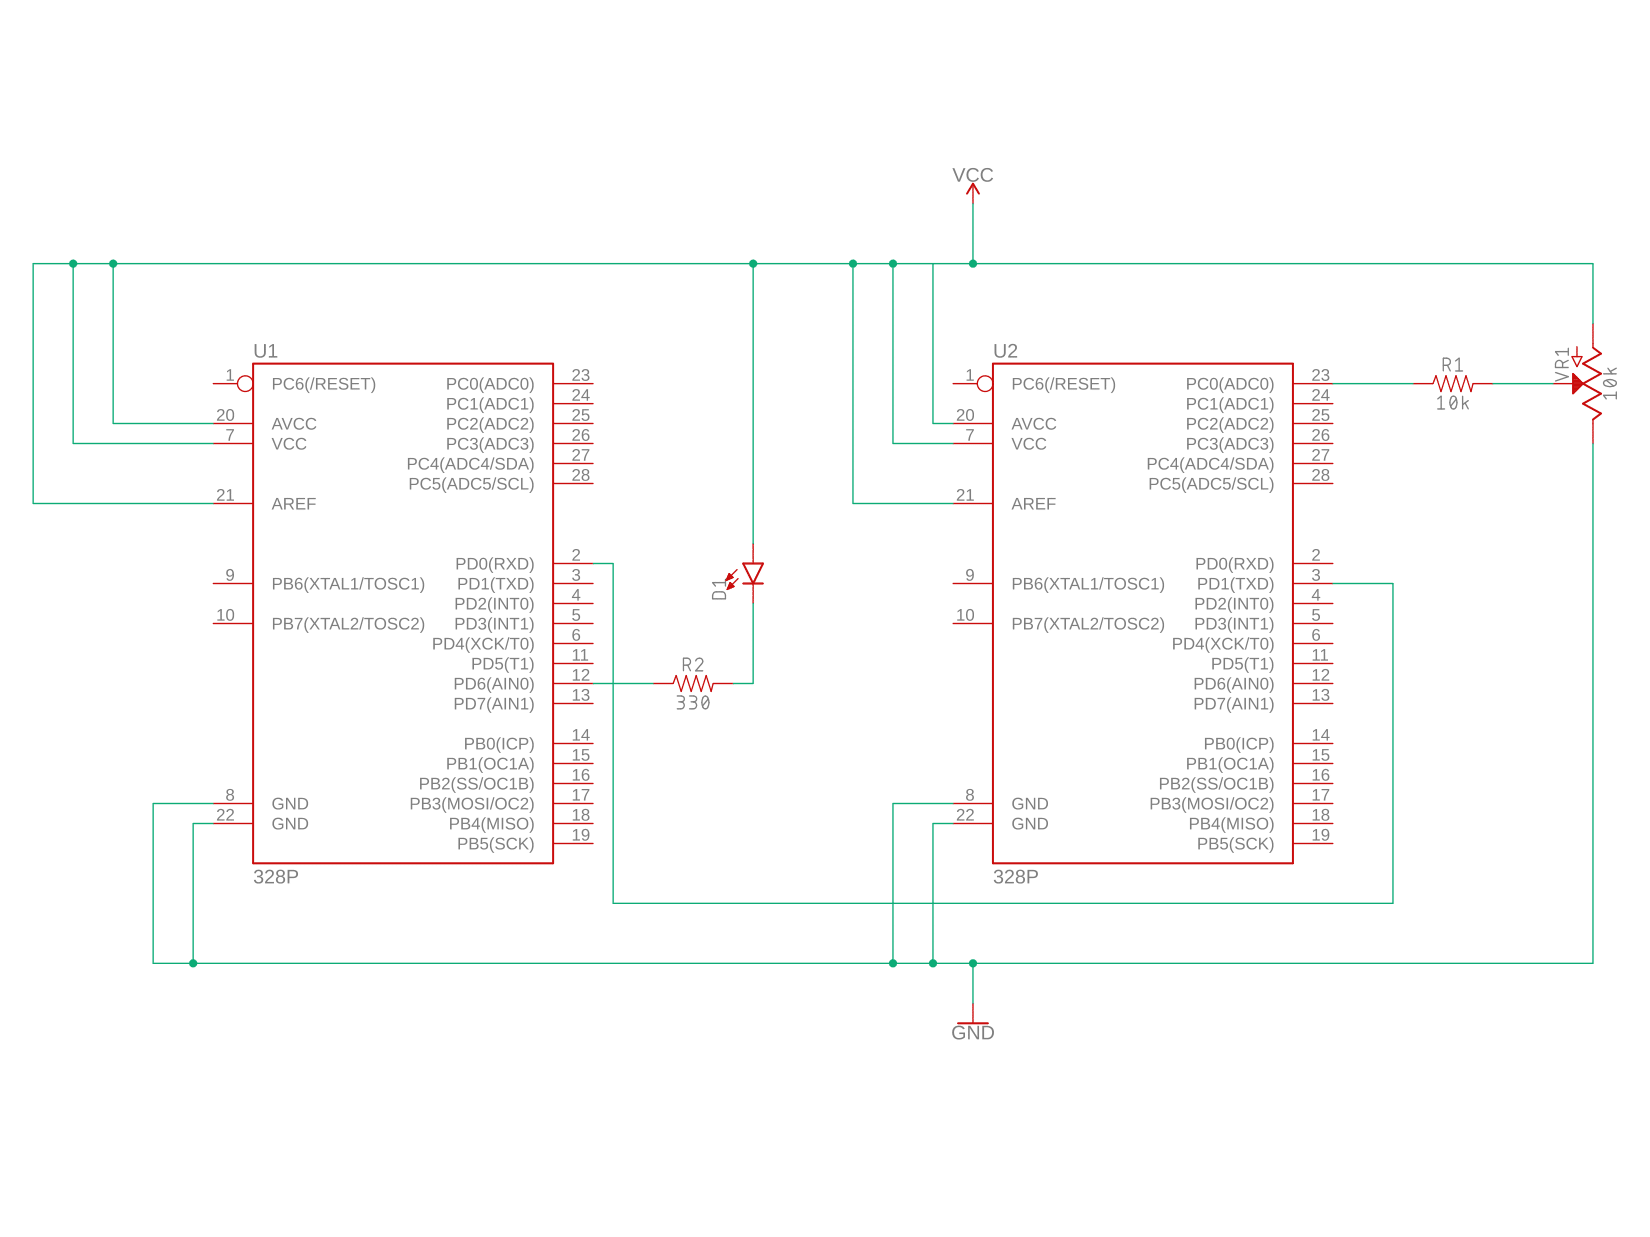 VCC
U1
1 PC6(/RESET)
20 AVCC
7 VCC
21 AREF
9 PB6(XTAL1/TOSC1)
10 PB7(XTAL2/TOSC2)
8 GND
22 GND
PC0(ADC0) 23
PC1(ADC1) 24
PC2(ADC2) 25
PC3(ADC3) 26
PC4(ADC4/SDA) 27
PC5(ADC5/SCL) 28
PD0(RXD) 2
PD1(TXD) 3
PD2(INT0) 4
PD3(INT1) 5
PD4(XCK/T0) 6
PD5(T1) 11
PD6(AIN0) 12
PD7(AIN1) 13
PB0(ICP) 14
PB1(OC1A) 15
PB2(SS/OC1B) 16
PB3(MOSI/OC2) 17
PB4(MISO) 18
PB5(SCK) 19
328P
D1
R2
330
U2
1 PC6(/RESET)
20 AVCC
7 VCC
21 AREF
9 PB6(XTAL1/TOSC1)
10 PB7(XTAL2/TOSC2)
8 GND
22 GND
PC0(ADC0) 23
PC1(ADC1) 24
PC2(ADC2) 25
PC3(ADC3) 26
PC4(ADC4/SDA) 27
PC5(ADC5/SCL) 28
PD0(RXD) 2
PD1(TXD) 3
PD2(INT0) 4
PD3(INT1) 5
PD4(XCK/T0) 6
PD5(T1) 11
PD6(AIN0) 12
PD7(AIN1) 13
PB0(ICP) 14
PB1(OC1A) 15
PB2(SS/OC1B) 16
PB3(MOSI/OC2) 17
PB4(MISO) 18
PB5(SCK) 19
328P
R1
10k
VR1
10k
GND